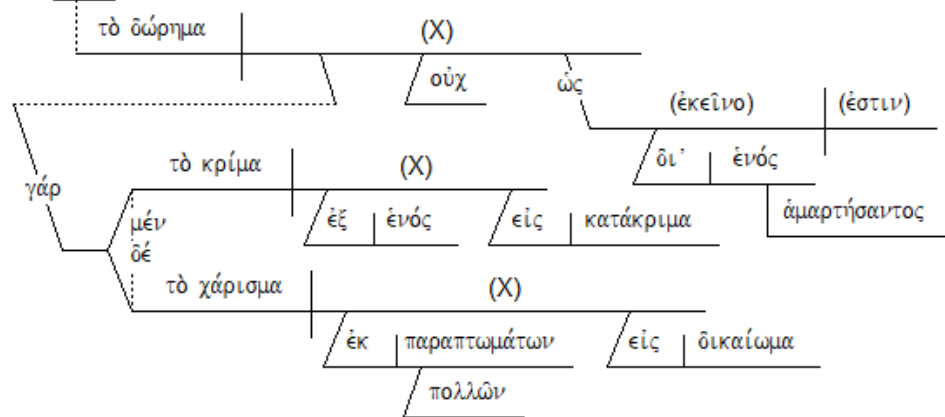 τὸ δώρημα (X)
οὐχ ὡς
(ἐκεῖνο) (ἐστιν)
δι' ἑνός
τὸ κρίμα (X)
γάρ
ἁμαρτήσαντος
μέν ἐξ ἑνός εἰς κατάκριμα
δέ
τὸ χάρισμα (X)
ἐκ παραπτωμάτων εἰς δικαίωμα
πολλῶν